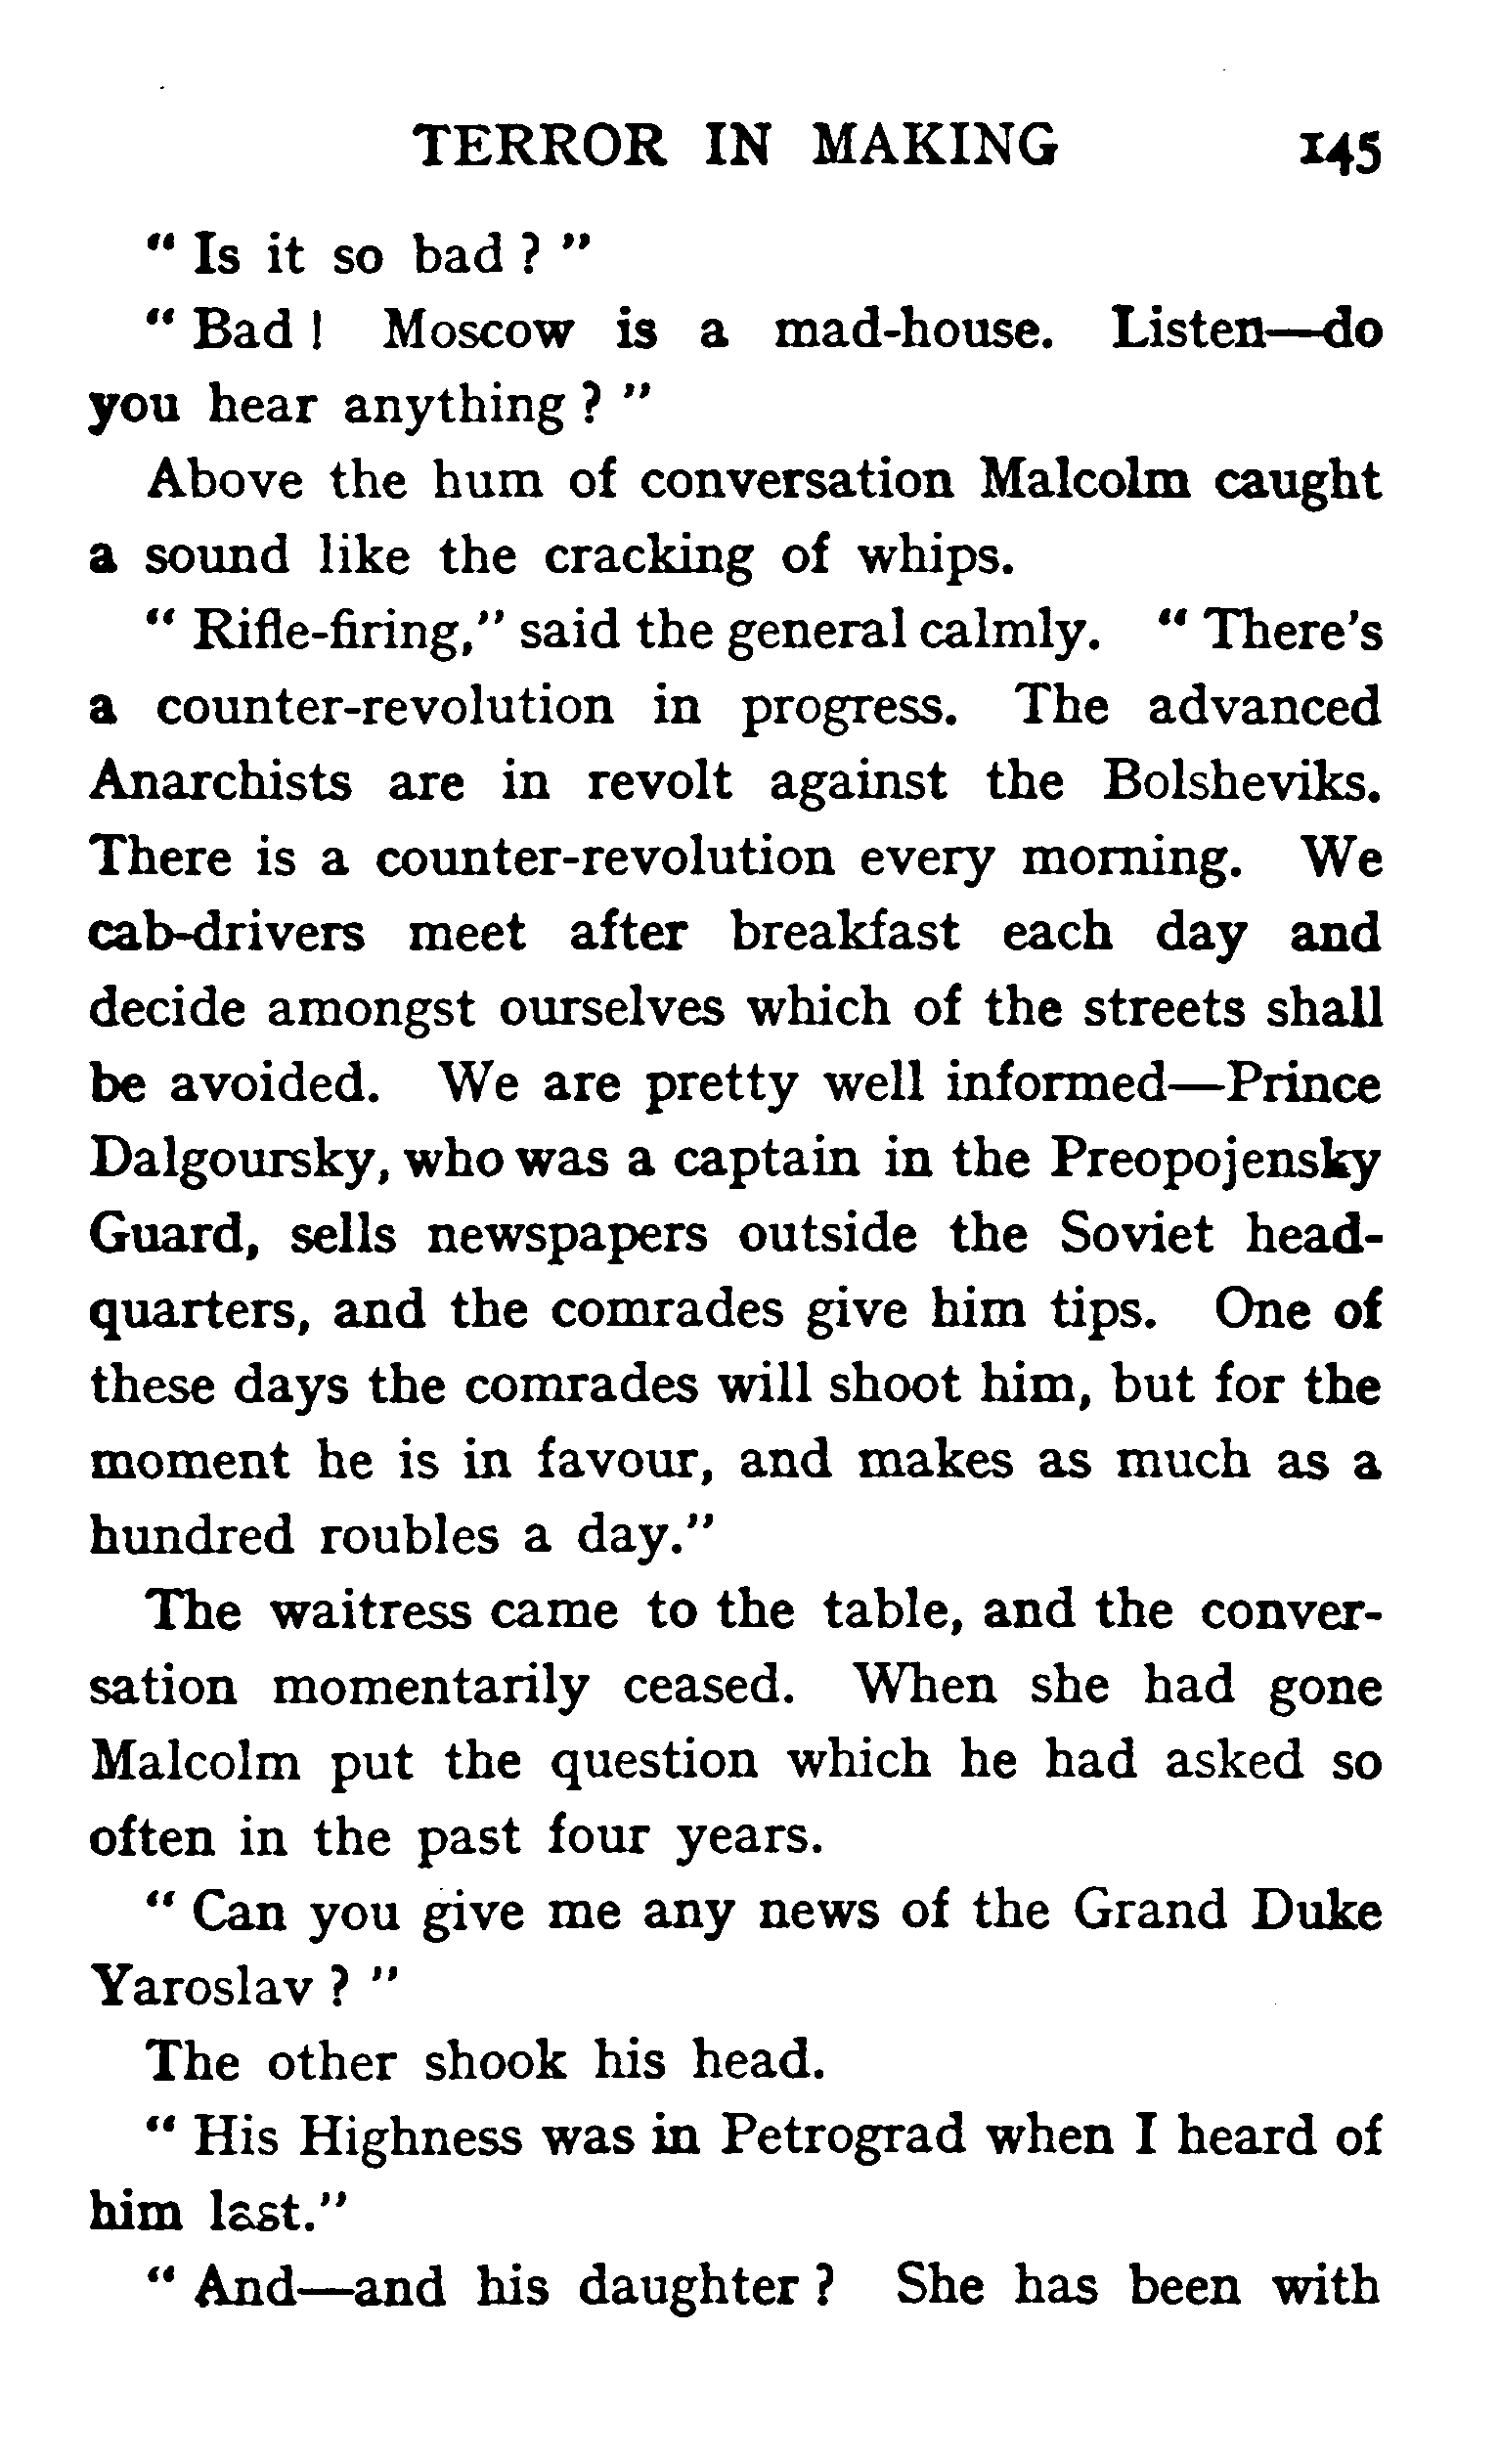 TERROR IN MAKING 145
" Is it so bad ? "
" Bad ! Moscow is a mad-house. Listen—do
you hear anything ? "
Above the hum of conversation Malcolm caught
a sound like the cracking of whips.
" Rifle-firing," said the general calmly. " There's
a counter-revolution in progress. The advanced
Anarchists are in revolt against the Bolsheviks.
There is a counter-revolution every morning. We
cab-drivers meet after breakfast each day and
decide amongst ourselves which of the streets shall
be avoided. We are pretty well informed—Prince
Dalgoursky, who was a captain in the Preopojensky
Guard, sells newspapers outside the Soviet head-
quarters, and the comrades give him tips. One of
these days the comrades will shoot him, but for the
moment he is in favour, and makes as much as a
hundred roubles a day."
The waitress came to the table, and the conver-
sation momentarily ceased. When she had gone
Malcolm put the question which he had asked so
often in the past four years.
" Can you give me any news of the Grand Duke
Yaroslav ? "
The other shook his head.
" His Highness was in Petrograd when I heard of
him last."
" And—and his daughter ? She has been with